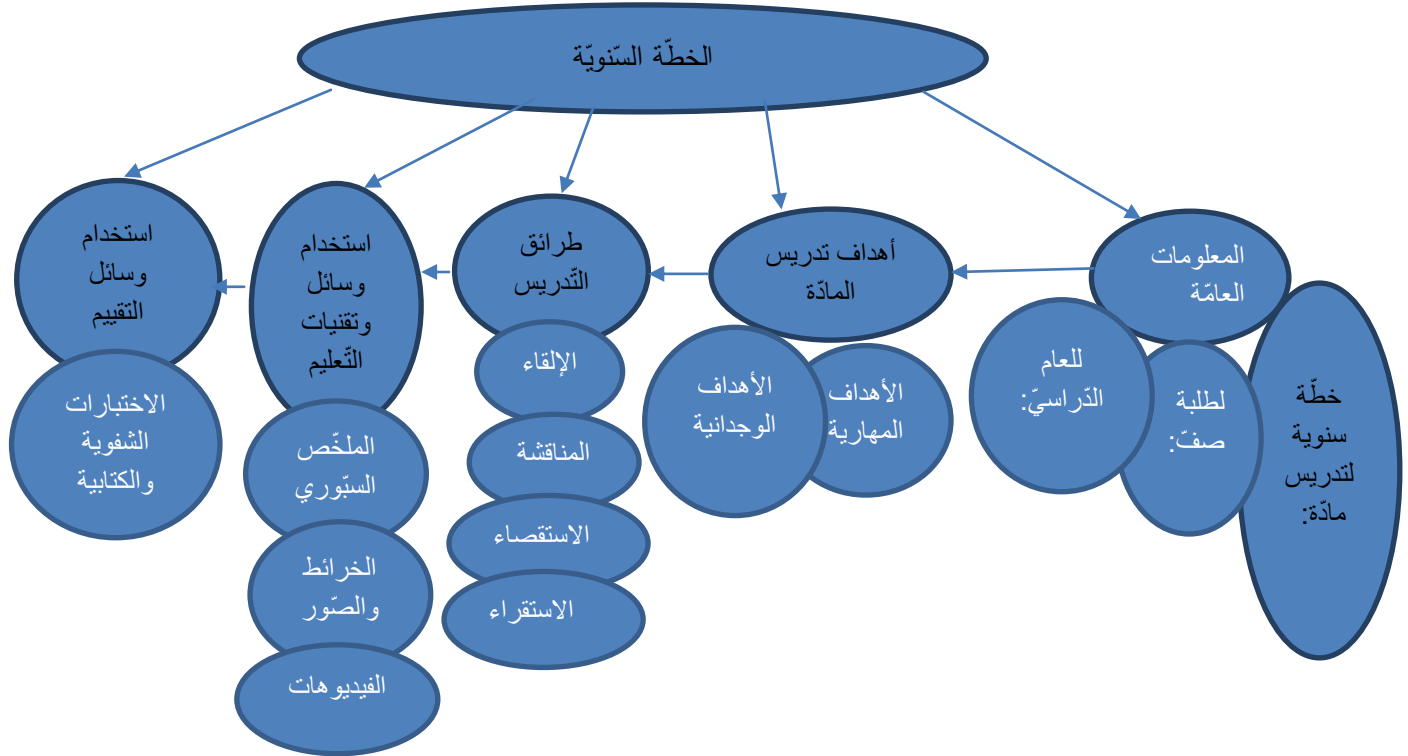 الخطّة السّنويّة
المعلومات
العامّة
خطّة
سنوية
لتدريس
مادّة:
لطلبة
صفّ:
للعام
الدّراسيّ:
أهداف تدريس
المادّة
الأهداف
المهارية
الأهداف
الوجدانية
طرائق
التّدريس
الإلقاء
المناقشة
الاستقصاء
الاستقراء
استخدام
وسائل
وتقنيات
التّعليم
الملخّص
السبّوري
الخرائط
والصّور
الفيديوهات
استخدام
وسائل
التقييم
الاختبارات
الشفوية
والكتابية